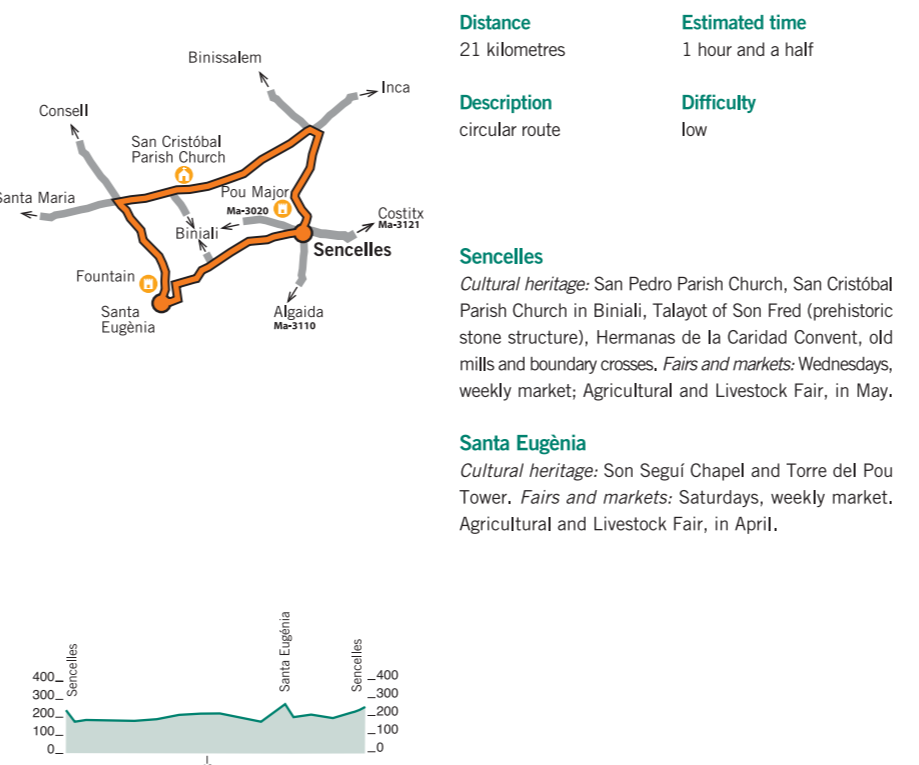 Distance
21 kilometres
Estimated time
1 hour and a half
Description
circular route
Difficulty
low
Binissalem
Inca
Consell
San Cristóbal
Parish Church
Santa Maria
Pou Major
Ma-3020
Costitx
Ma-3121
Biniali
Sencelles
Fountain
Santa
Eugènia
Algaida
Ma-3110
Sencelles
Cultural heritage: San Pedro Parish Church, San Cristóbal
Parish Church in Biniali, Talayot of Son Fred (prehistoric
stone structure), Hermanas de la Caridad Convent, old
mills and boundary crosses. Fairs and markets: Wednesdays,
weekly market; Agricultural and Livestock Fair, in May.
Santa Eugènia
Cultural heritage: Son Seguí Chapel and Torre del Pou
Tower. Fairs and markets: Saturdays, weekly market.
Agricultural and Livestock Fair, in April.
Sencelles
Santa Eugénia
Sencelles
400
300
200
100
0
400
300
200
100
0